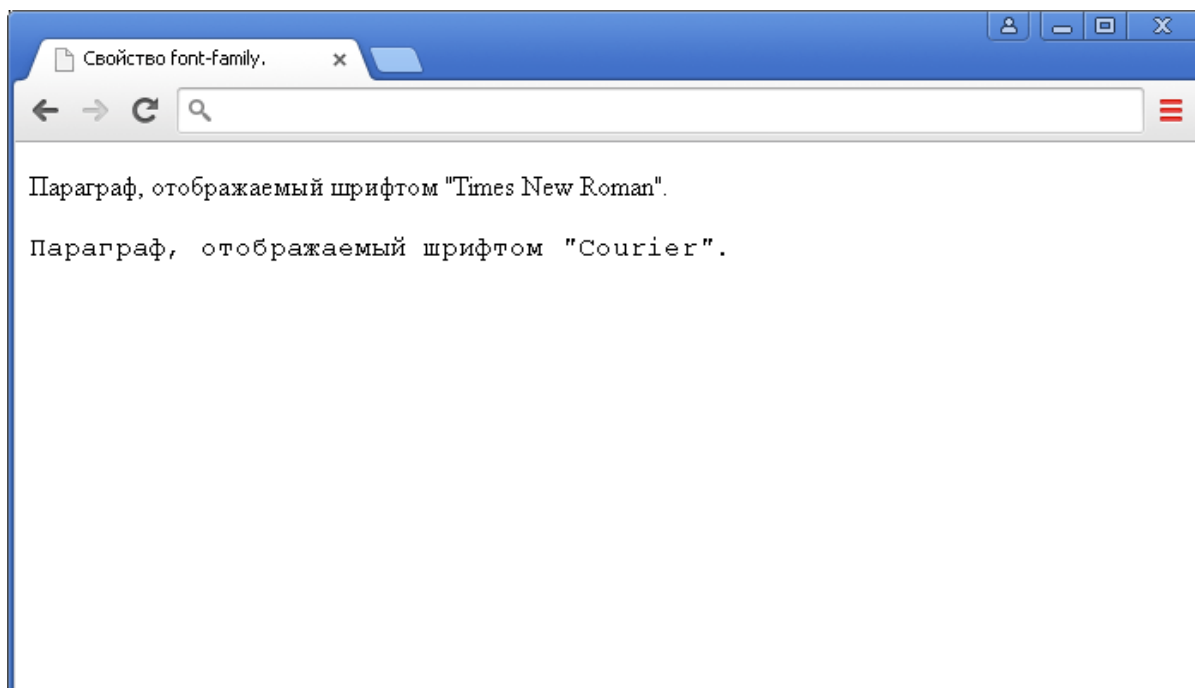 Свойство font-family.
Параграф, отображаемый шрифтом "Times New Roman".
Параграф, отображаемый шрифтом "Courier".